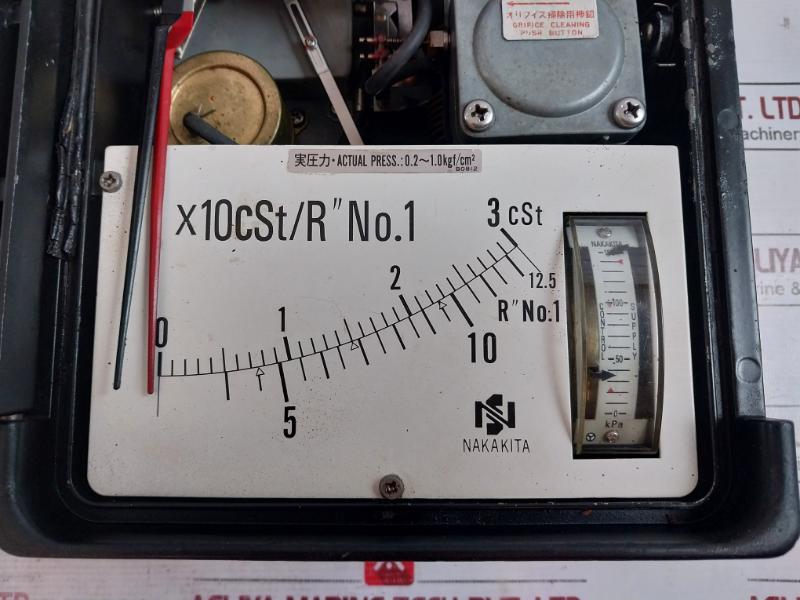 オリフィス掃除用押釦
ORIFICE CLEANING
PUSH BUTTON
実圧力・ACTUAL PRESS.:0.2～1.0kgf/cm²
T. LTD
achinery
X10cSt/R" No.1
3 cSt
2
12.5
R" No.1
1
10
0
5
NAKAKITA
NAKAKITA
100
CONTROL
SUPPLY
50
0
kPa